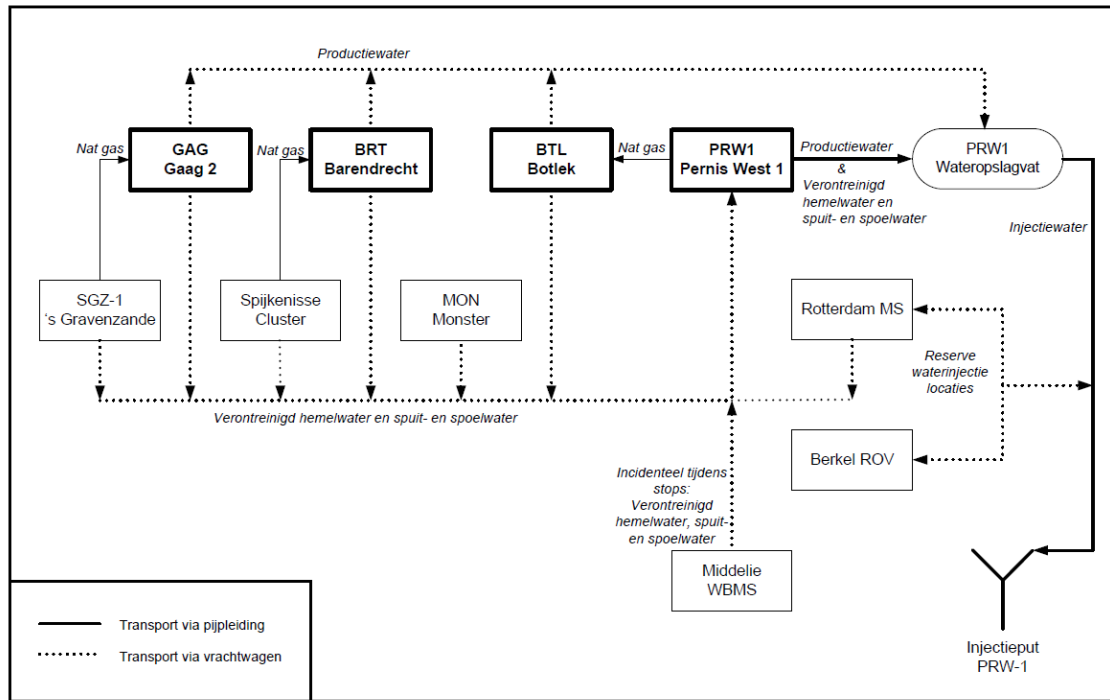 Productiewater
Nat gas
GAG
Gaag 2
Nat gas
BRT
Barendrecht
BTL
Botlek
Nat gas
PRW1
Pernis West 1
Productiewater
&
Verontreinigd
hemelwater en
spuit- en spoelwater
PRW1
Wateropslagvat
Injectiewater
SGZ-1
's Gravenzande
Spijkenisse
Cluster
MON
Monster
Rotterdam MS
Reserve
waterinjectie
locaties
Verontreinigd hemelwater en spuit- en spoelwater
Berkel ROV
Incidenteel tijdens
stops:
Verontreinigd
hemelwater, spuit-
en spoelwater
Middelie
WBMS
Injectieput
PRW-1
Transport via pijpleiding
Transport via vrachtwagen